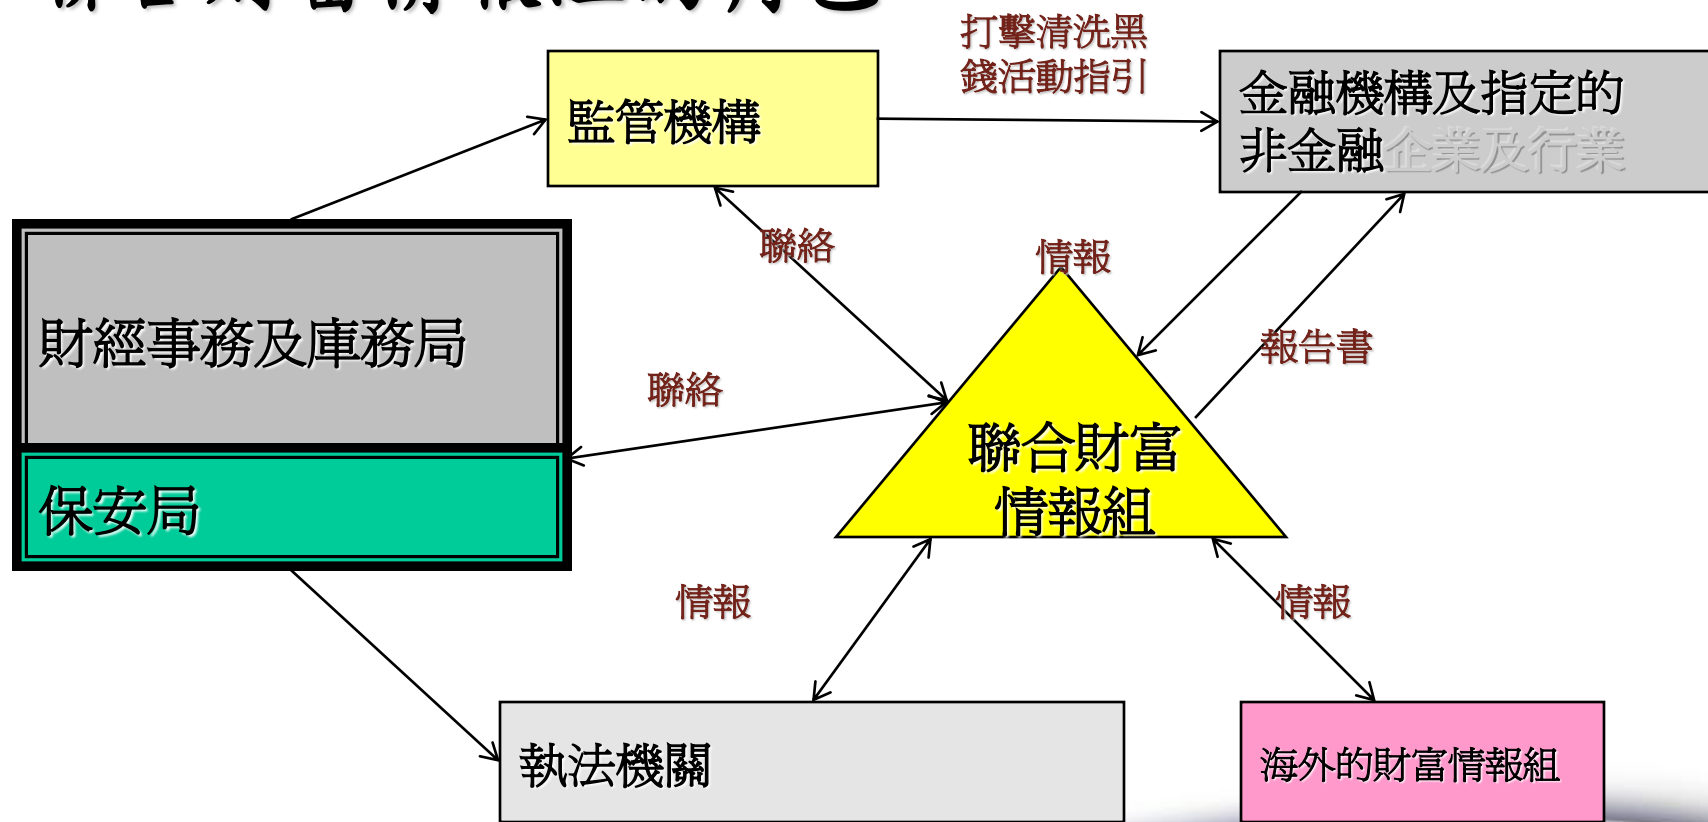 打擊清洗黑
錢活動指引
監管機構
金融機構及指定的
非金融企業及行業
聯絡
情報
財經事務及庫務局
報告書
聯絡
聯合財富
情報組
保安局
情報
情報
執法機關
海外的財富情報組